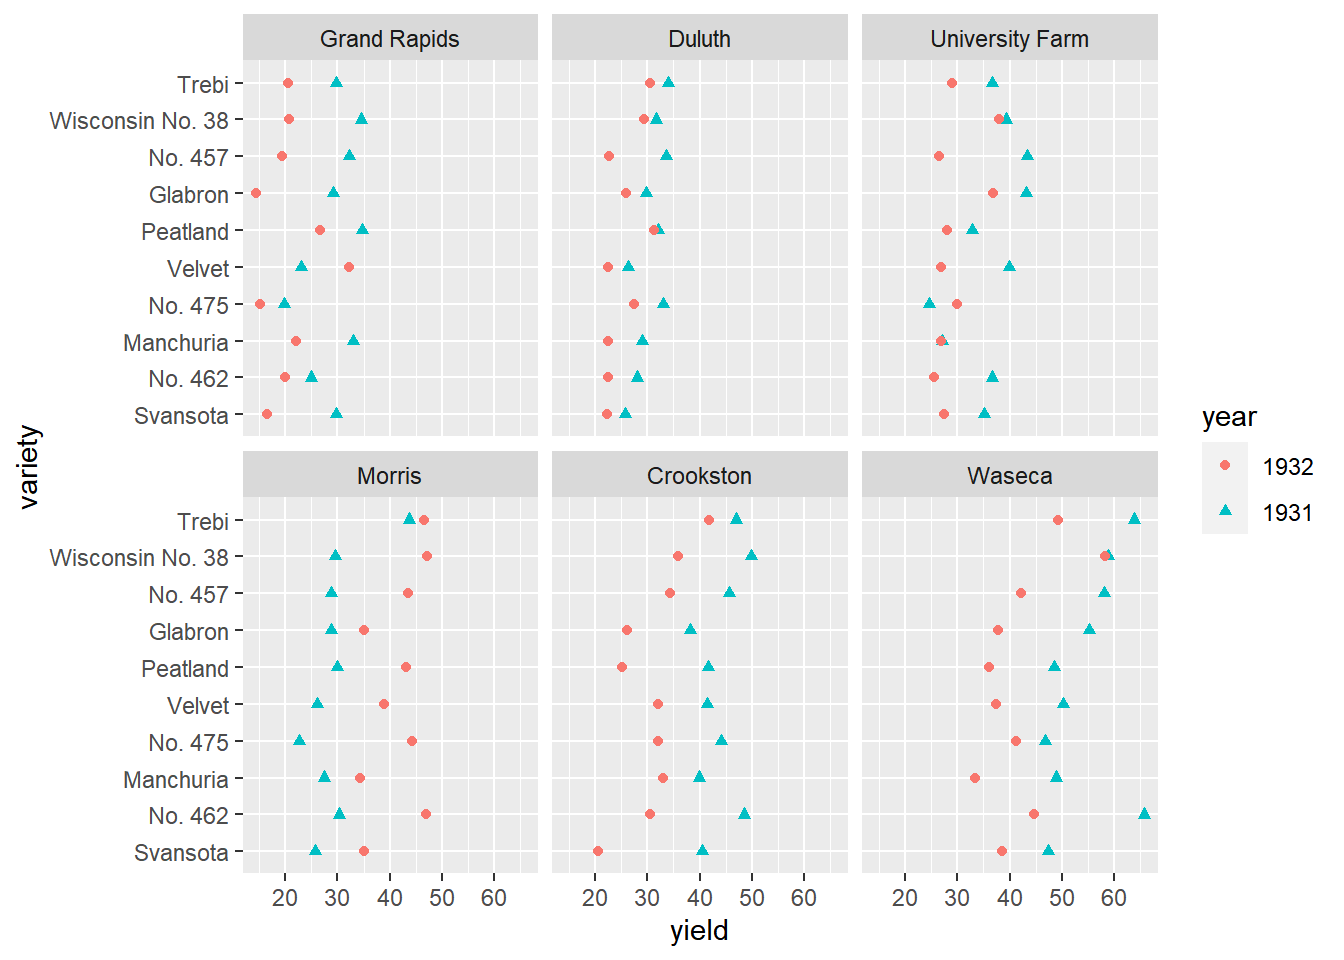 Grand Rapids
Duluth
University Farm
Trebi
Wisconsin No. 38
No. 457
Glabron
Peatland
Velvet
No. 475
Manchuria
No. 462
Svansota
Morris
Crookston
Waseca
Trebi
Wisconsin No. 38
No. 457
Glabron
Peatland
Velvet
No. 475
Manchuria
No. 462
Svansota
20 30 40 50 60
20 30 40 50 60
20 30 40 50 60
yield
variety
year
1932
1931